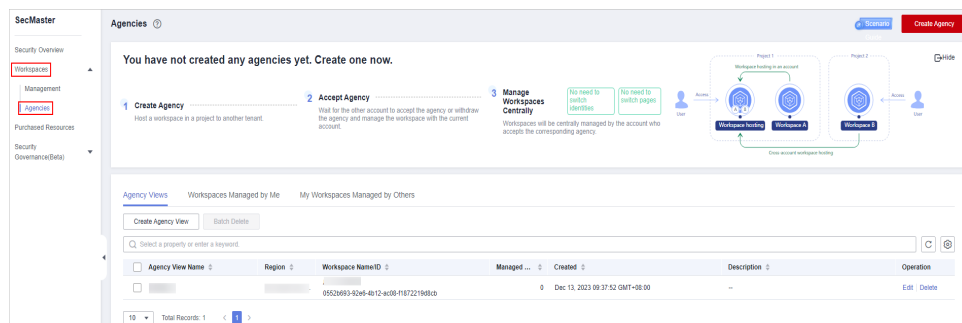 SecMaster
Security Overview
Workspaces
Management
Agencies
Purchased Resources
Security
Governance(Beta)
Agencies
Scenario
Create Agency
You have not created any agencies yet. Create one now.
Hide
1 Create Agency
Host a workspace in a project to another tenant.
2 Accept Agency
Wait for the other account to accept the agency or withdraw
the agency and manage the workspace with the current
account.
3 Manage
Workspaces
Centrally
No need to
switch
identities
No need to
switch pages
Workspaces will be centrally managed by the account who
accepts the corresponding agency.
Project 1
Project 2
Workspace hosting in an account
Access
User
A
B
Workspace hosting
Workspace A
Workspace B
Access
User
Cross-account workspace hosting
Agency Views
Workspaces Managed by Me
My Workspaces Managed by Others
Create Agency View
Batch Delete
Select a property or enter a keyword.
Agency View Name
Region
Workspace Name/ID
Managed ...
Created
Description
Operation
0552b693-92e6-4b12-ac08-f1872219d8cb
0
Dec 13, 2023 09:37:52 GMT+08:00
--
Edit
Delete
10
Total Records: 1
1